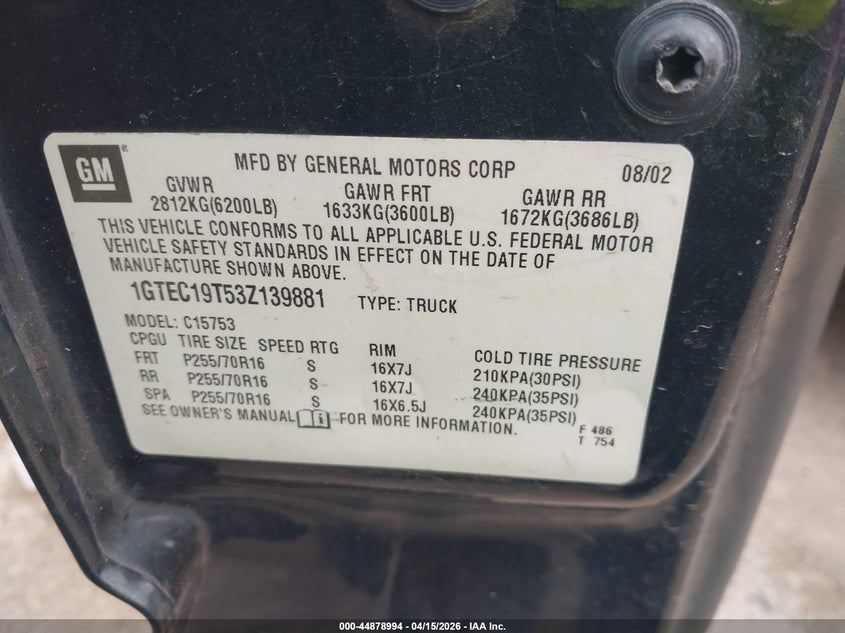 GM ®
MFD BY GENERAL MOTORS CORP 08/02
GVWR GAWR FRT GAWR RR
2812KG(6200LB) 1633KG(3600LB) 1672KG(3686LB)
THIS VEHICLE CONFORMS TO ALL APPLICABLE U.S. FEDERAL MOTOR
VEHICLE SAFETY STANDARDS IN EFFECT ON THE DATE OF
MANUFACTURE SHOWN ABOVE.
1GTEC19T53Z139881 TYPE: TRUCK
MODEL: C15753
CPGU TIRE SIZE SPEED RTG RIM COLD TIRE PRESSURE
FRT P255/70R16 S 16X7J 210KPA(30PSI)
RR P255/70R16 S 16X7J 240KPA(35PSI)
SPA P255/70R16 S 16X6.5J 240KPA(35PSI)
SEE OWNER'S MANUAL i FOR MORE INFORMATION.
F 486
T 754
000-44878994 - 04/15/2026 - IAA Inc.